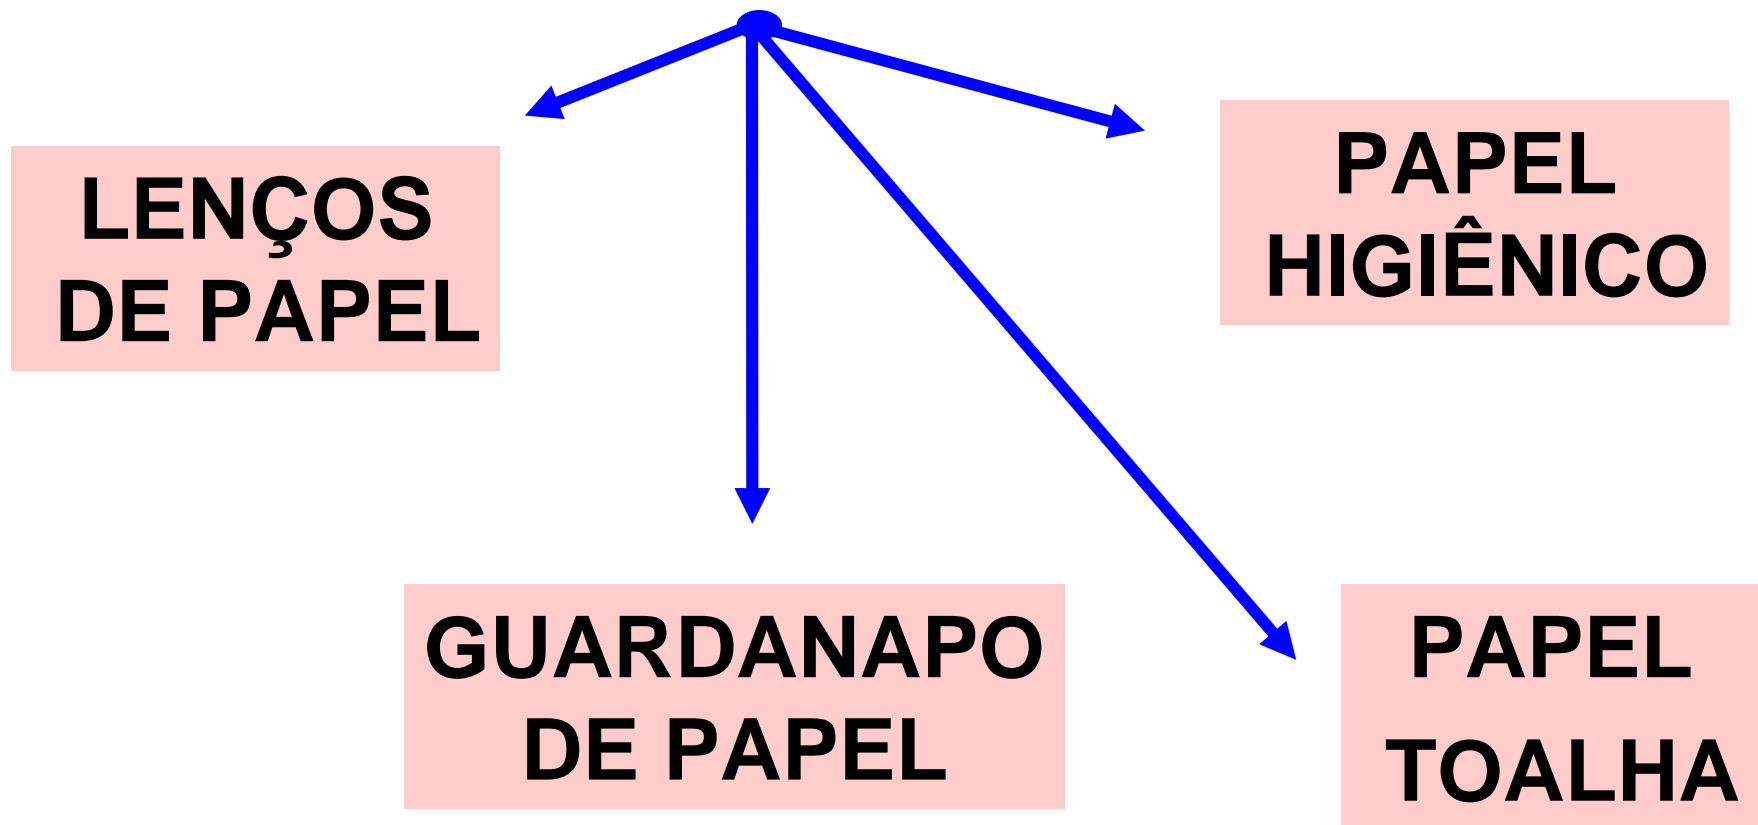 LENÇOS
DE PAPEL
PAPEL
HIGIÊNICO
GUARDANAPO
DE PAPEL
PAPEL
TOALHA